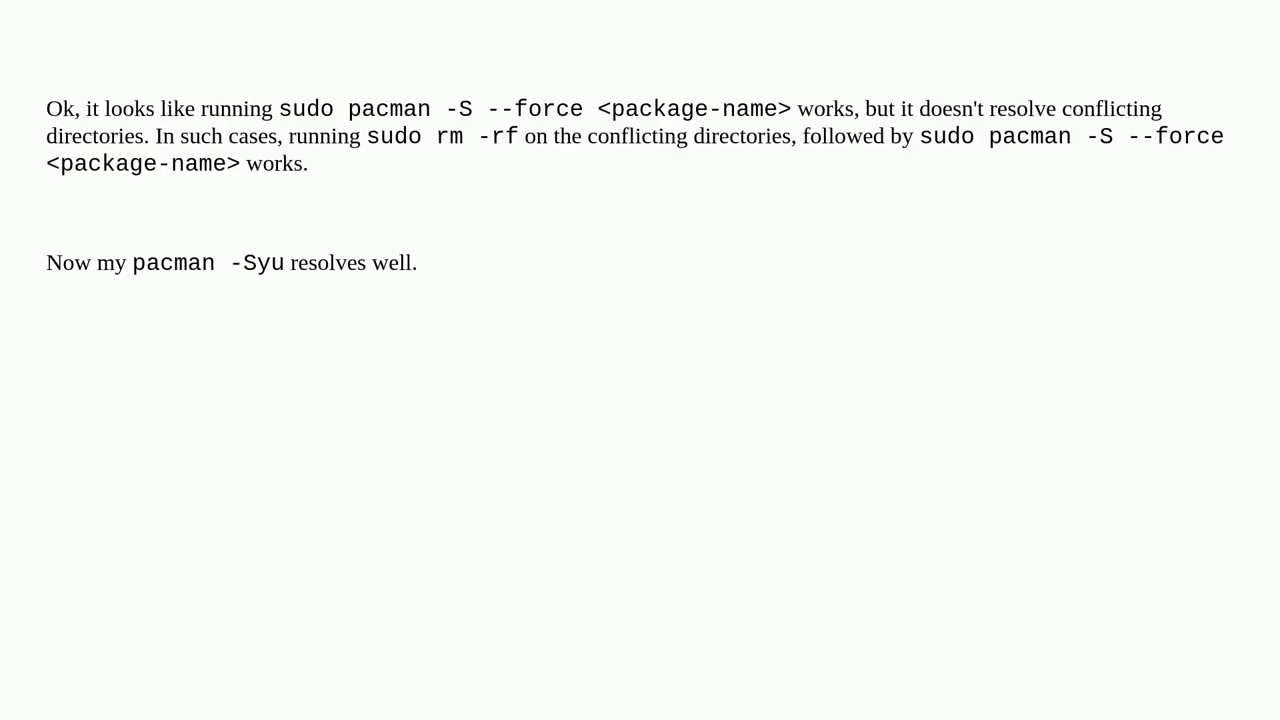 Ok, it looks like running sudo pacman -S --force <package-name> works, but it doesn't resolve conflicting
directories. In such cases, running sudo rm -rf on the conflicting directories, followed by sudo pacman -S --force
<package-name> works.
Now my pacman -Syu resolves well.